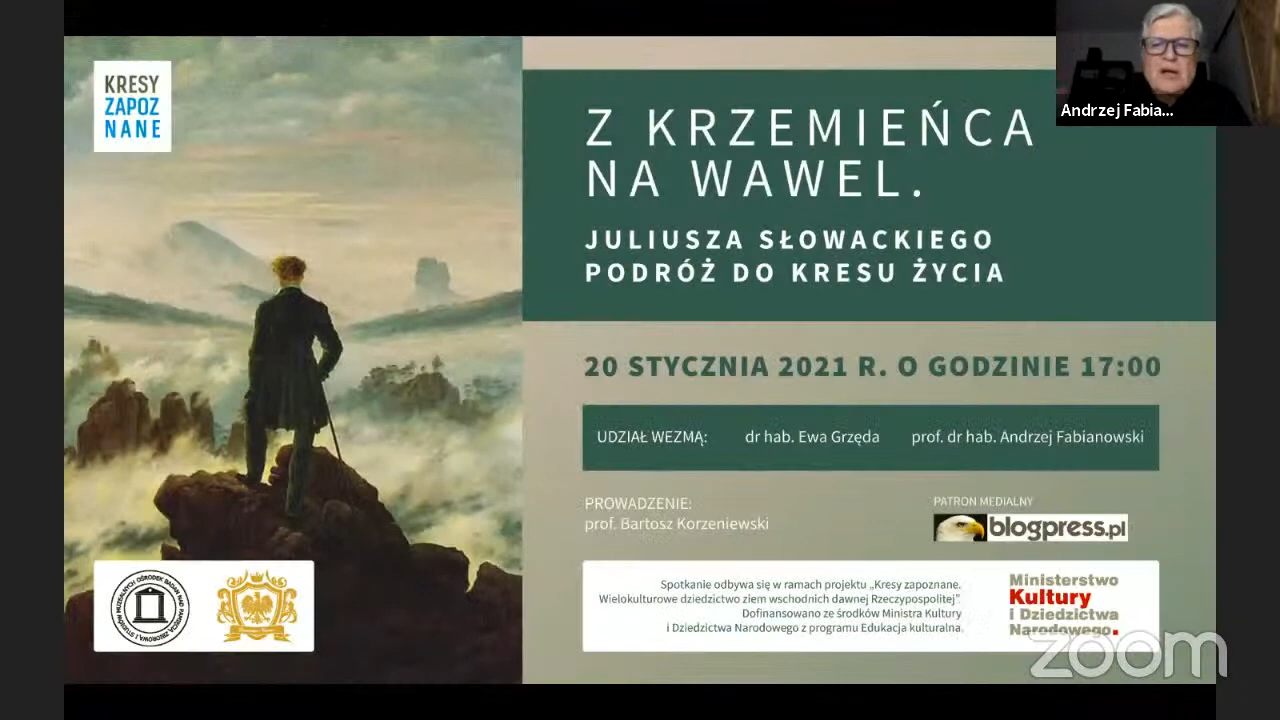 KRESY
ZAPOZ
NANE
Z KRZEMIEŃCA
NA WAWEL.
JULIUSZA SŁOWACKIEGO
PODRÓŻ DO KRESU ŻYCIA
Andrzej Fabia...
20 STYCZNIA 2021 R. O GODZINIE 17:00
UDZIAŁ WEZMĄ: dr hab. Ewa Grzęda prof. dr hab. Andrzej Fabianowski
PROWADZENIE:
prof. Bartosz Korzeniewski
PATRON MEDIALNY
blogpress.pl
Spotkanie odbywa się w ramach projektu „Kresy zapoznane.
Wielokulturowe dziedzictwo ziem wschodnich dawnej Rzeczypospolitej”.
Dofinansowano ze środków Ministra Kultury
i Dziedzictwa Narodowego z programu Edukacja kulturalna.
Ministerstwo
Kultury
i Dziedzictwa
Narodowego.
zoom